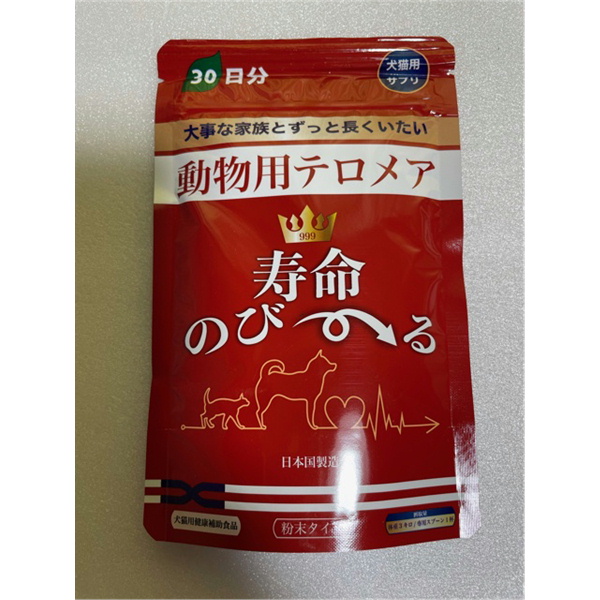 30日分
犬猫用
サプリ
大事な家族とずっと長くいたい
動物用テロメア
999
寿命
のび〜る
日本国製造
犬猫用健康補助食品
粉末タイ